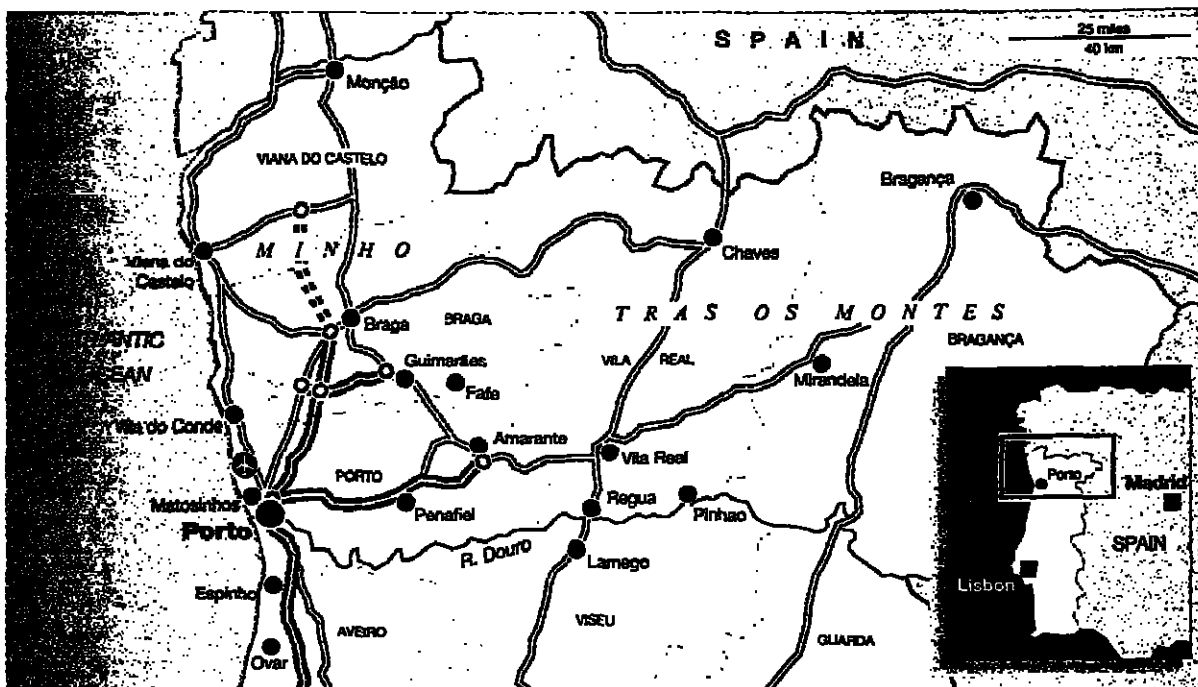 SPAIN
25 miles
40 km
Monção
VIANA DO CASTELO
Bragança
MINHO
Viana do
Castelo
Chaves
Braga
BRAGA
TRAS OS MONTES
BRAGANÇA
ANTIC
EAN
Guimarães
Fafe
VILA REAL
Mirandela
Vila do Conde
Amarante
Vila Real
PORTO
Matosinhos
Porto
Penafiel
Regua
Pinhao
R. Douro
Lamego
Espinho
AVEIRO
VISEU
GUARDA
Ovar
Porto
Madrid
SPAIN
Lisbon